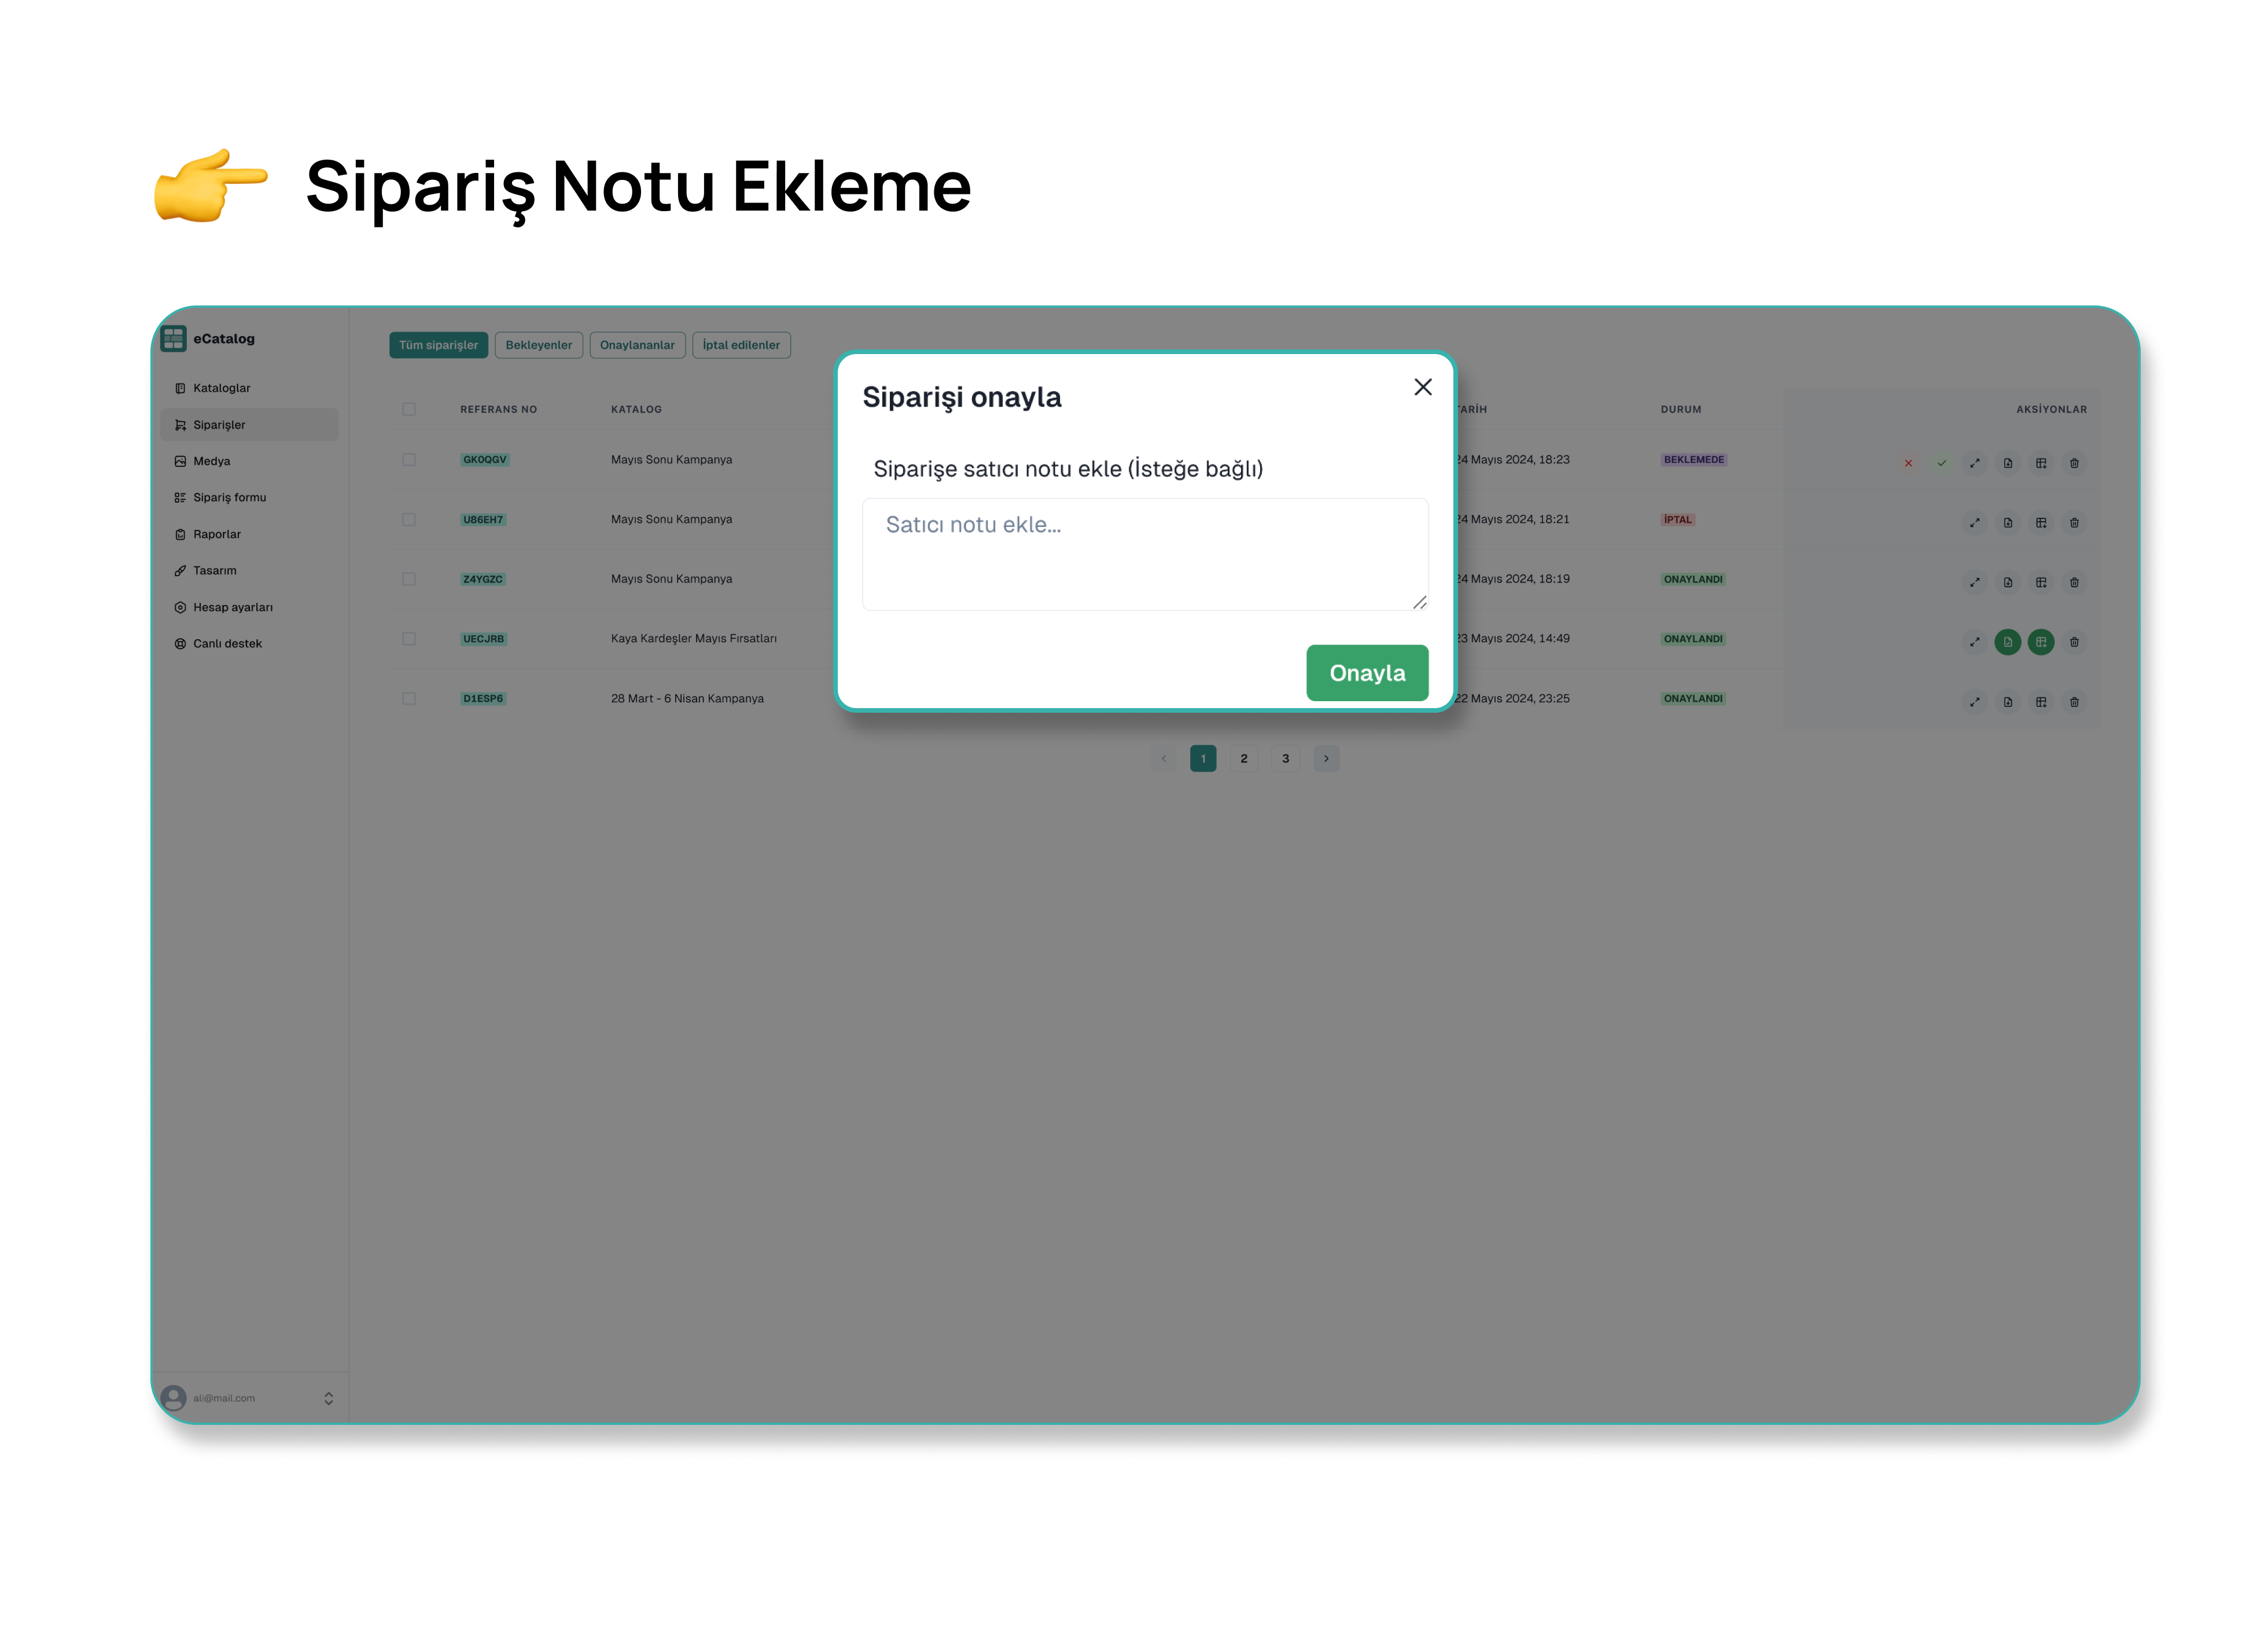 Sipariş Notu Ekleme
eCatalog
Kataloglar
Siparişler
Medya
Sipariş formu
Raporlar
Tasarım
Hesap ayarları
Canlı destek
ali@mail.com
Tüm siparişler Bekleyenler Onaylananlar İptal edilenler
REFERANS NO KATALOG TARİH DURUM AKSİYONLAR
GK0QGV Mayıs Sonu Kampanya 24 Mayıs 2024, 18:23 BEKLEMEDE
U86EH7 Mayıs Sonu Kampanya 24 Mayıs 2024, 18:21 İPTAL
Z4YGZC Mayıs Sonu Kampanya 24 Mayıs 2024, 18:19 ONAYLANDI
UECJRB Kaya Kardeşler Mayıs Fırsatları 23 Mayıs 2024, 14:49 ONAYLANDI
D1ESP6 28 Mart - 6 Nisan Kampanya 22 Mayıs 2024, 23:25 ONAYLANDI
1 2 3
Siparişi onayla
Siparişe satıcı notu ekle (İsteğe bağlı)
Satıcı notu ekle...
Onayla